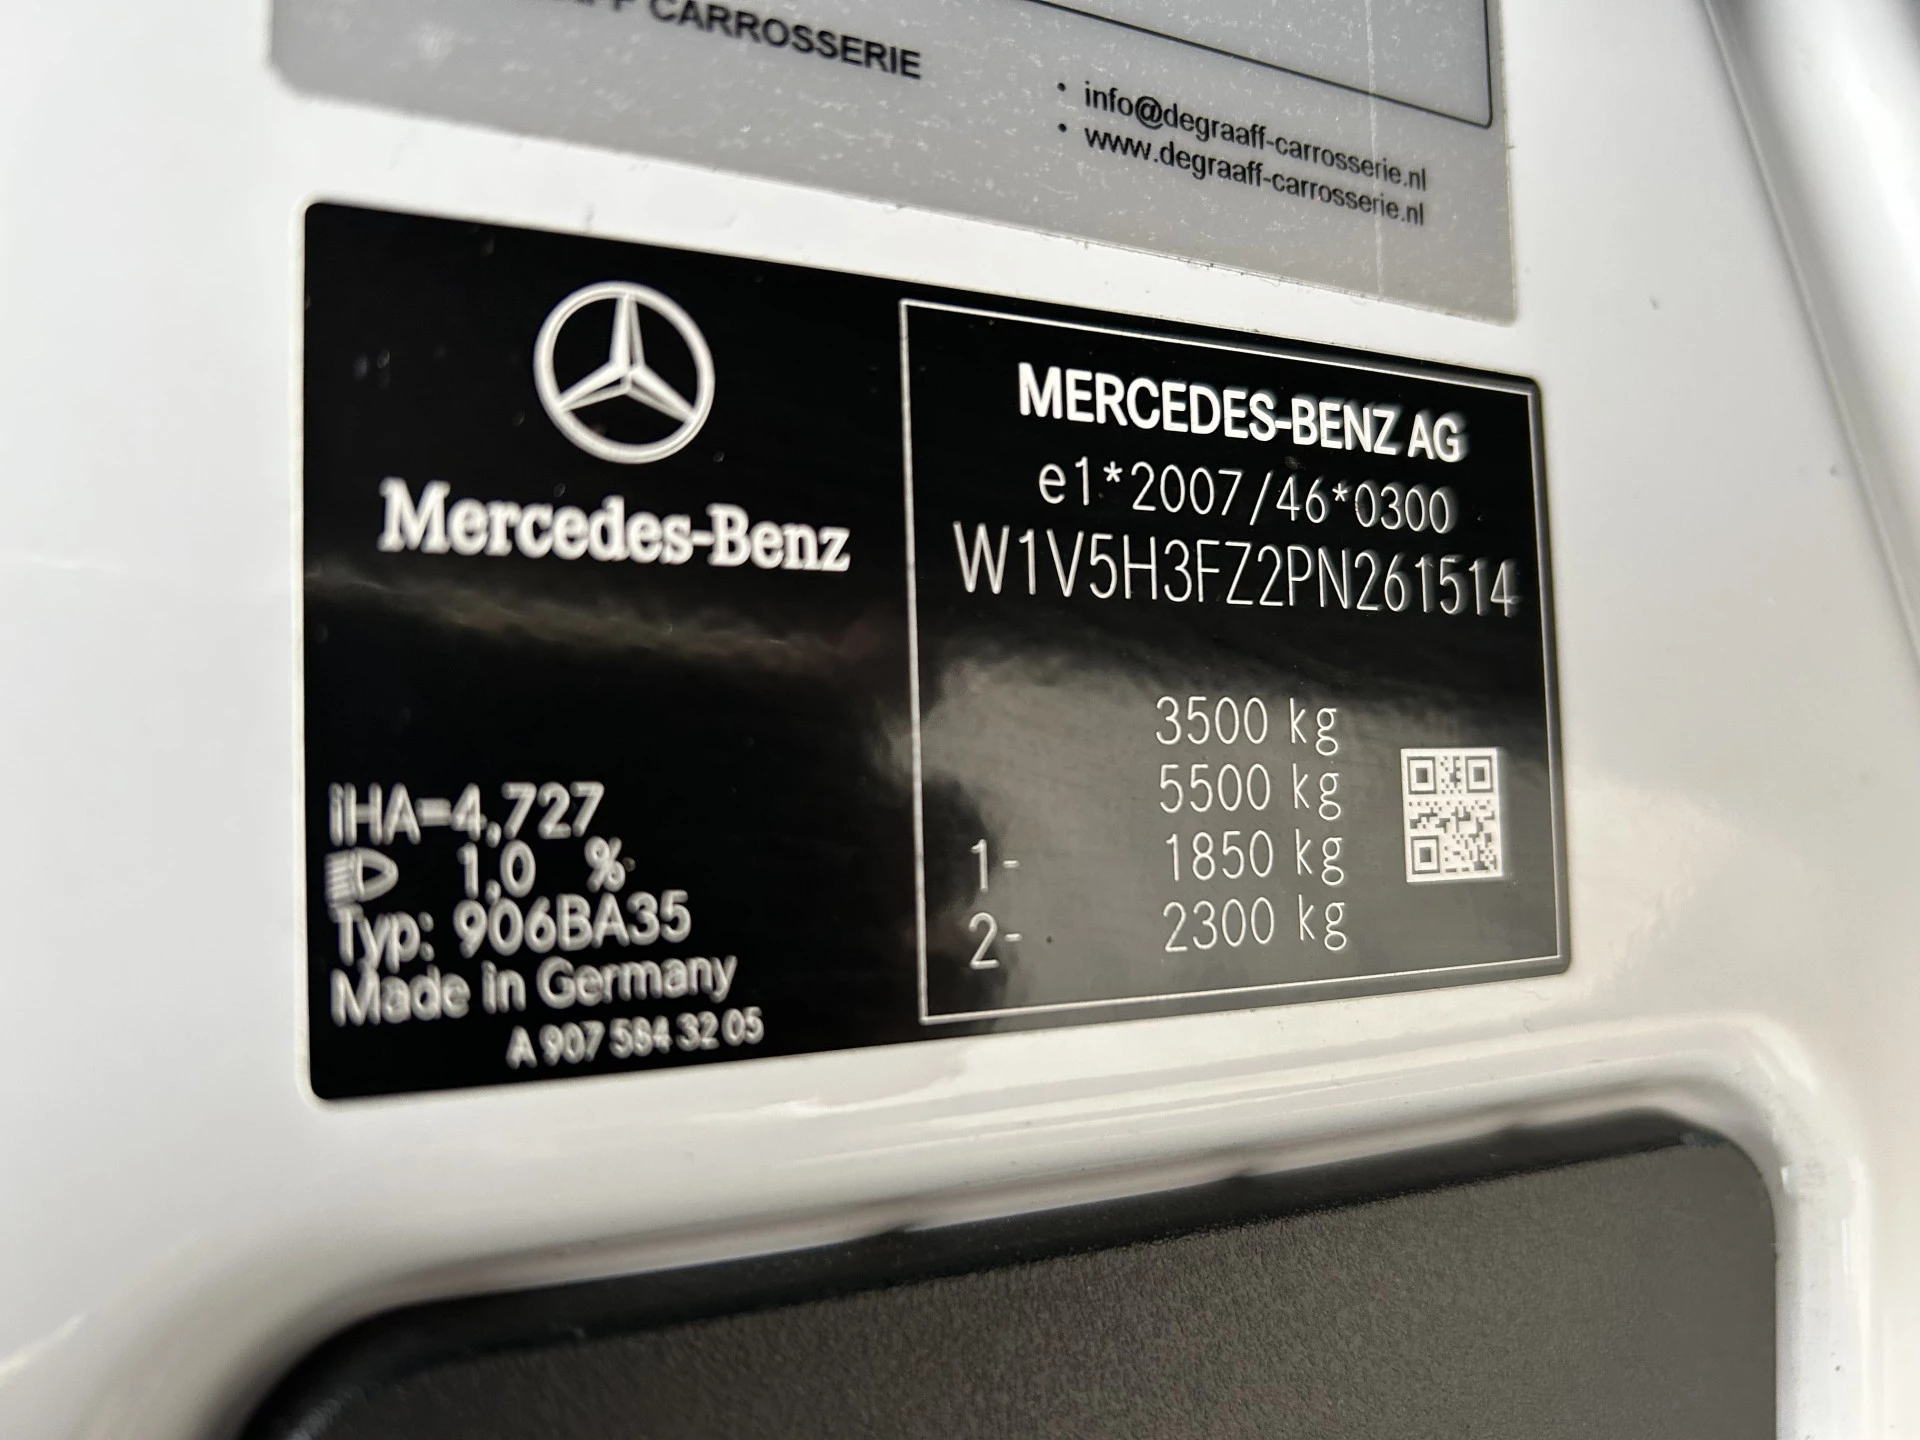 CARROSSERIE
• info@degraaff-carrosserie.nl
• www.degraaff-carrosserie.nl
Mercedes-Benz
iHA=4,727
1,0 %
Typ: 906BA35
Made in Germany
A 907 584 32 05
MERCEDES-BENZ AG
e1*2007/46*0300
W1V5H3FZ2PN261514
3500 kg
5500 kg
1- 1850 kg
2- 2300 kg